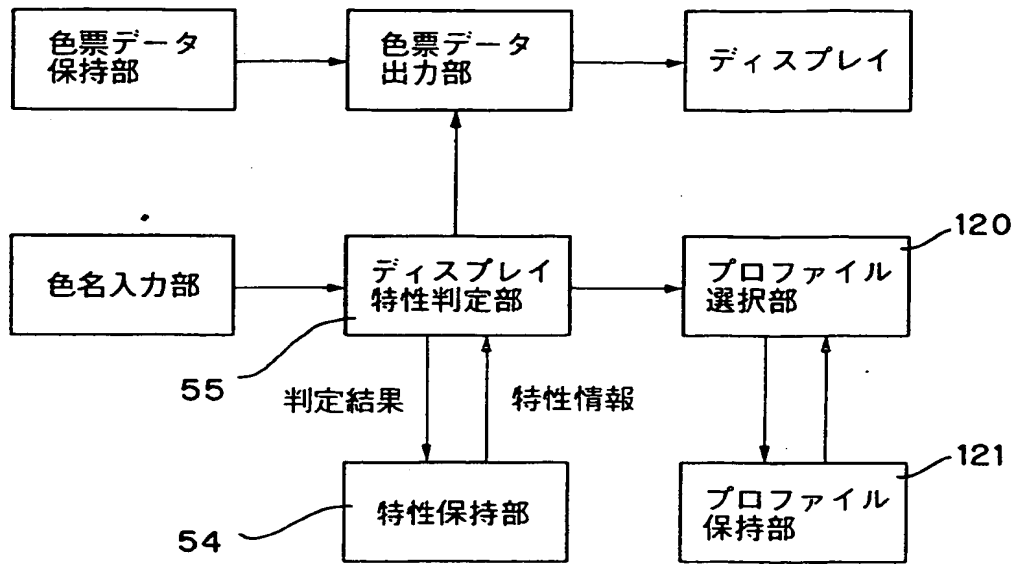 色票データ
保持部
色票データ
出力部
ディスプレイ
120
色名入力部
ディスプレイ
特性判定部
プロファイル
選択部
55
判定結果
特性情報
121
特性保持部
プロファイル
保持部
54